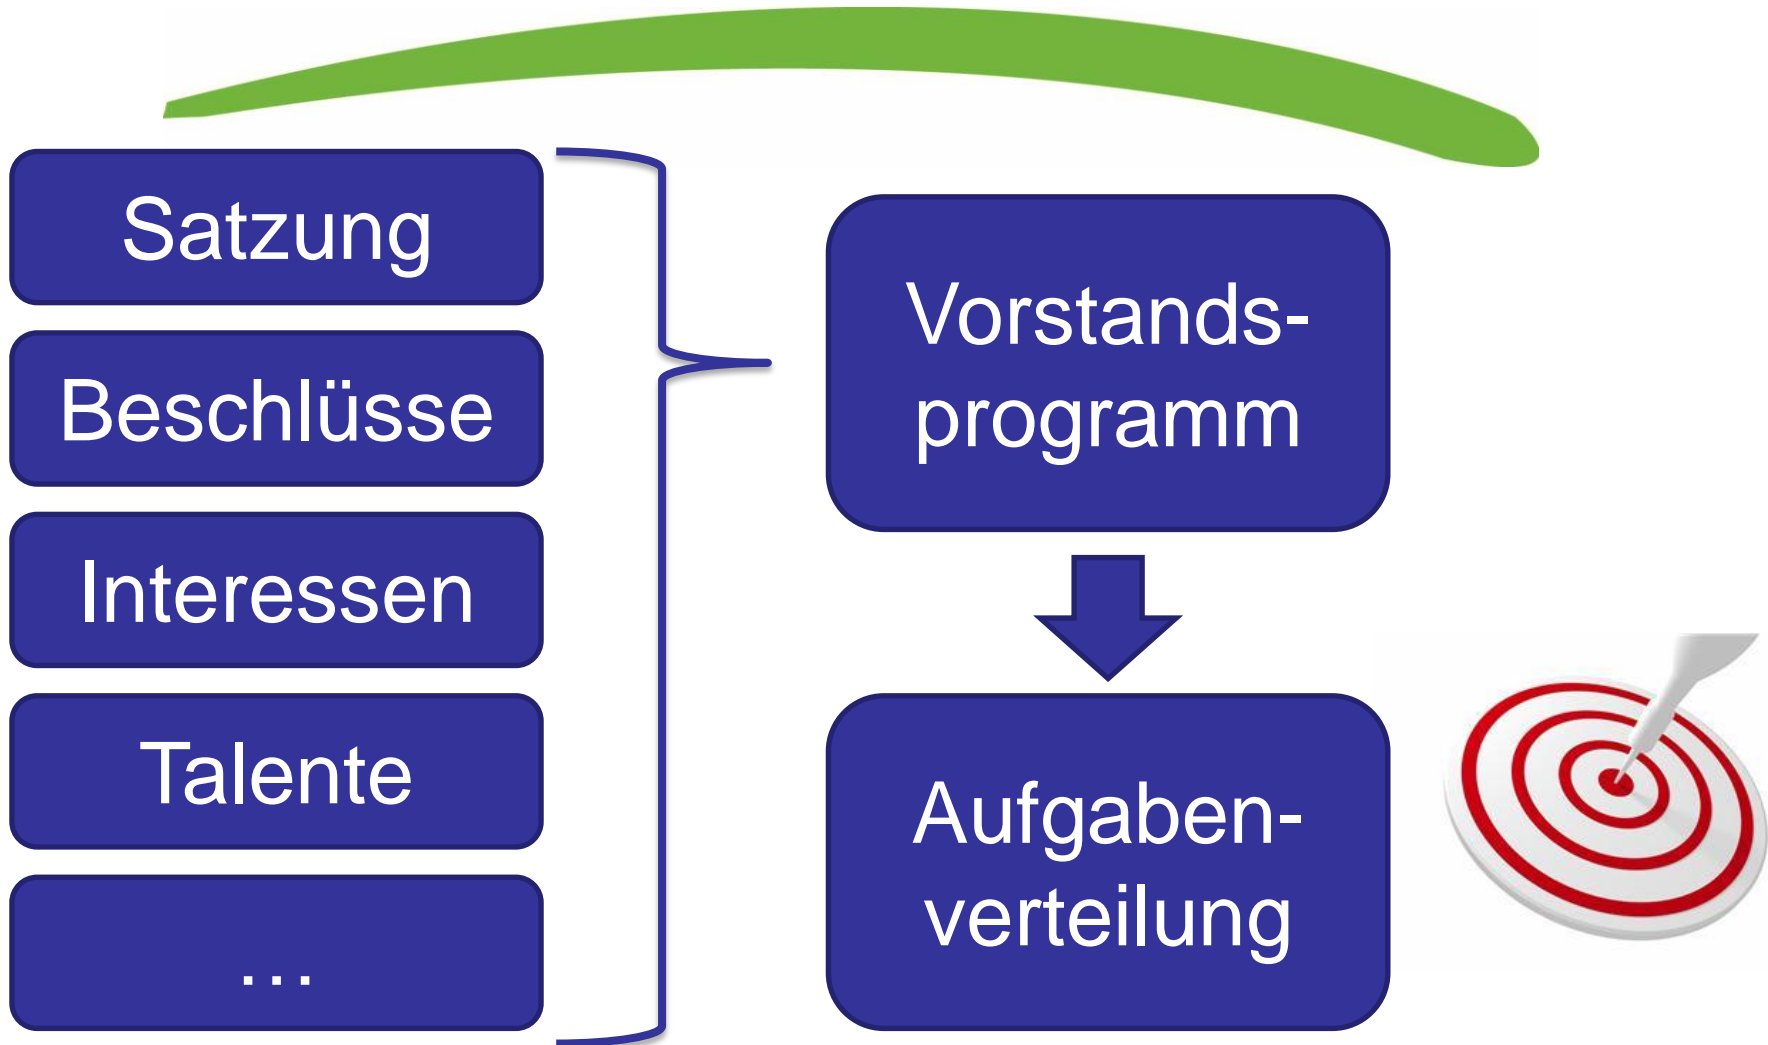 Satzung
Beschlüsse
Interessen
Talente
…
Vorstands-
programm
Aufgaben-
verteilung